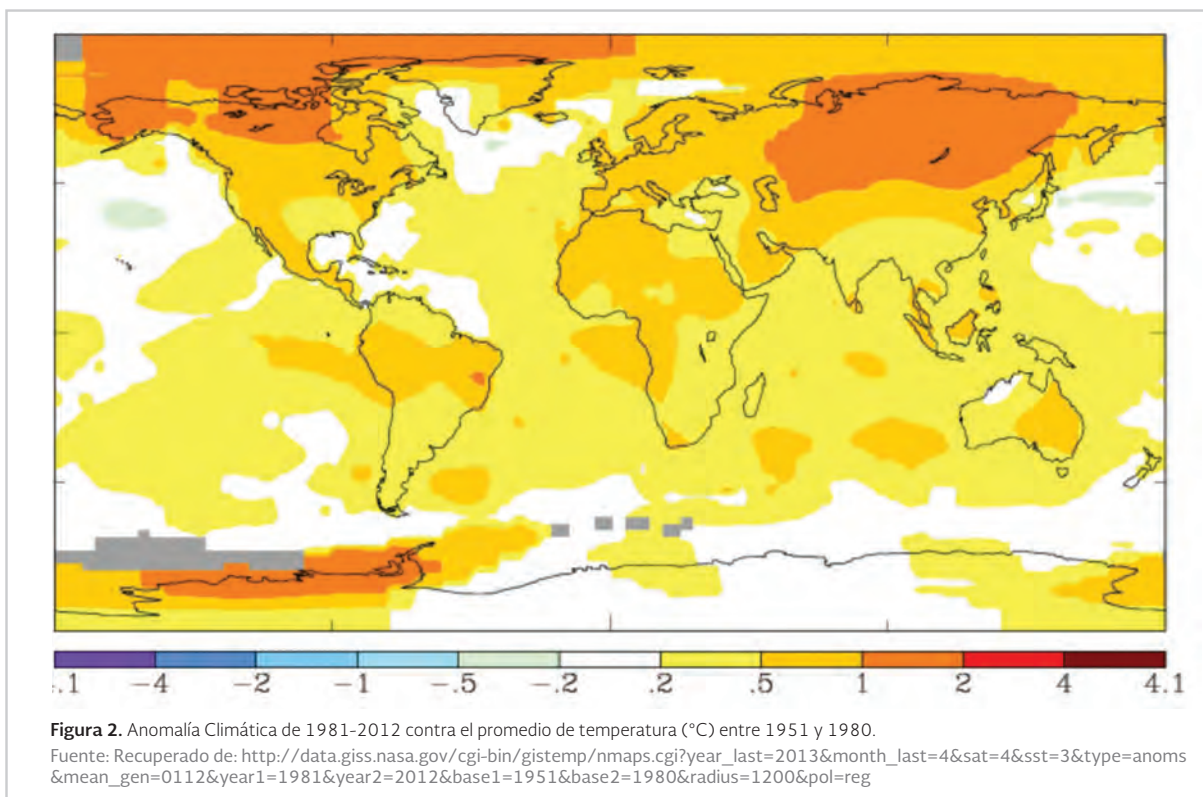 .1 -4 -2 -1 -.5 -.2 .2 .5 1 2 4 4.1
Figura 2. Anomalía Climática de 1981-2012 contra el promedio de temperatura (°C) entre 1951 y 1980.
Fuente: Recuperado de: http://data.giss.nasa.gov/cgi-bin/gistemp/nmaps.cgi?year_last=2013&month_last=4&sat=4&sst=3&type=anoms
&mean_gen=0112&year1=1981&year2=2012&base1=1951&base2=1980&radius=1200&pol=reg